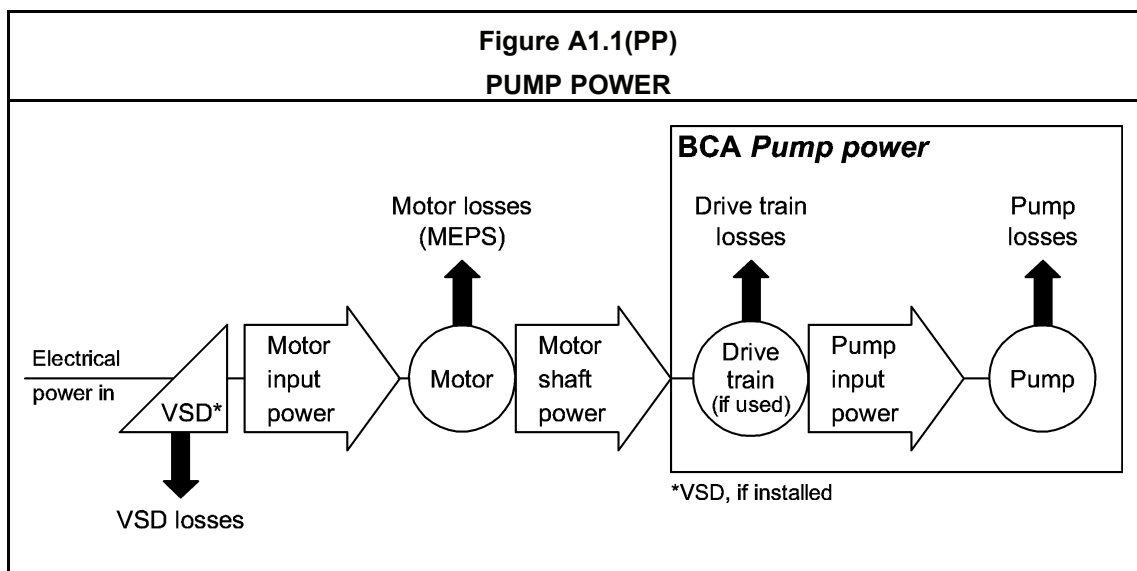 Figure A1.1(PP)
PUMP POWER
BCA Pump power
Motor losses
(MEPS)
Drive train
losses
Pump
losses
Electrical
power in
VSD*
Motor
input
power
Motor
Motor
shaft
power
Drive
train
(if used)
Pump
input
power
Pump
VSD losses
*VSD, if installed